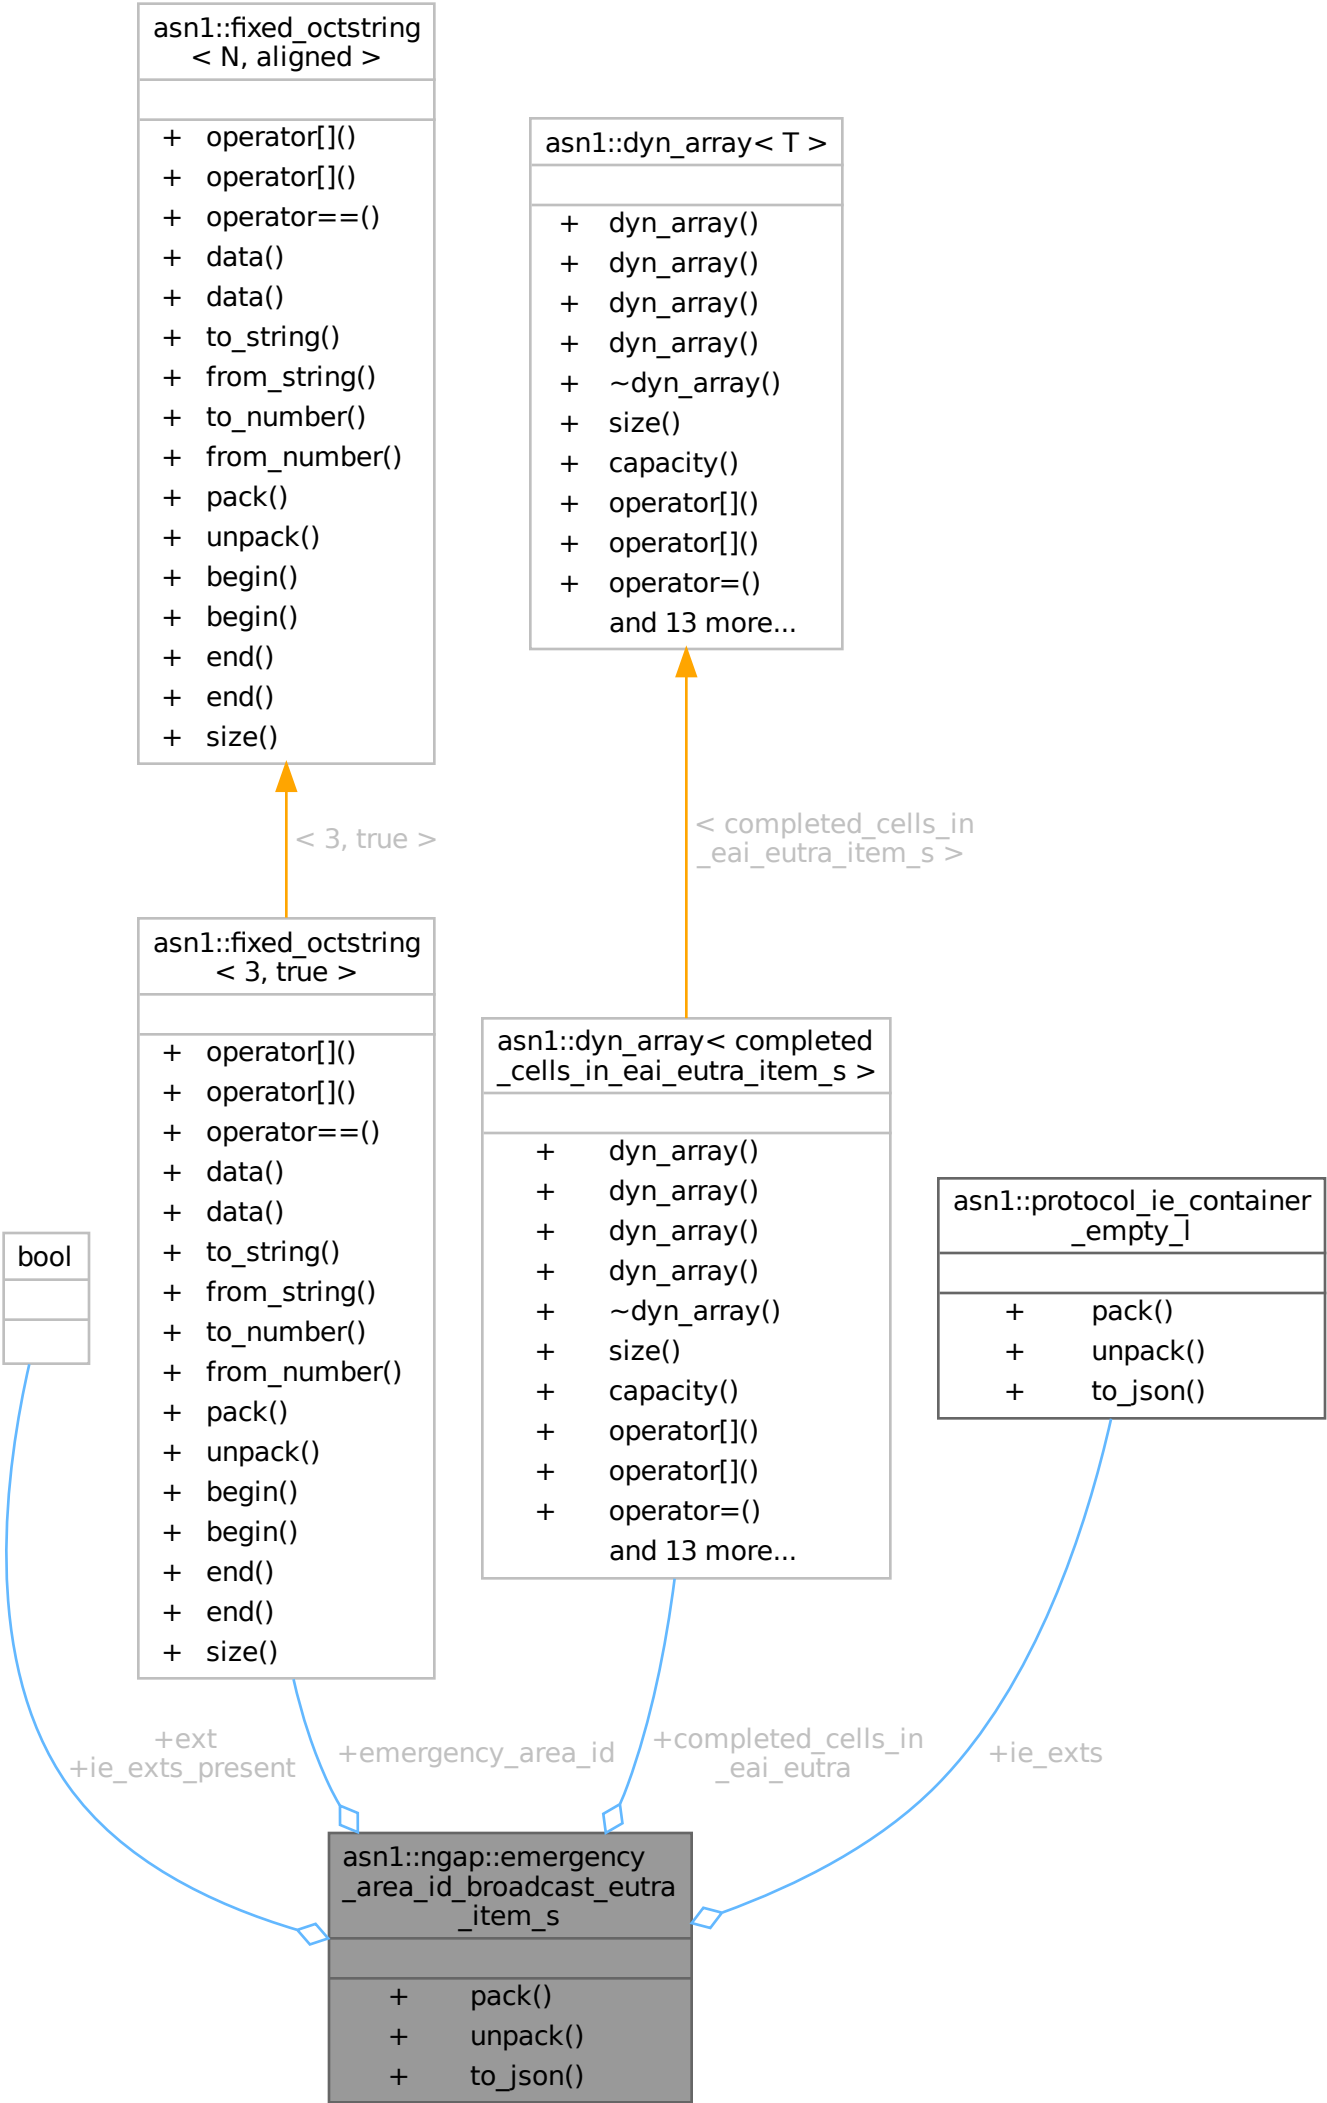 asn1::fixed_octstring
< N, aligned >
+ operator[]()
+ operator[]()
+ operator==()
+ data()
+ data()
+ to_string()
+ from_string()
+ to_number()
+ from_number()
+ pack()
+ unpack()
+ begin()
+ begin()
+ end()
+ end()
+ size()
asn1::dyn_array< T >
+ dyn_array()
+ dyn_array()
+ dyn_array()
+ dyn_array()
+ ~dyn_array()
+ size()
+ capacity()
+ operator[]()
+ operator[]()
+ operator=()
and 13 more...
< 3, true >
< completed_cells_in
_eai_eutra_item_s >
asn1::fixed_octstring
< 3, true >
+ operator[]()
+ operator[]()
+ operator==()
+ data()
+ data()
+ to_string()
+ from_string()
+ to_number()
+ from_number()
+ pack()
+ unpack()
+ begin()
+ begin()
+ end()
+ end()
+ size()
asn1::dyn_array< completed
_cells_in_eai_eutra_item_s >
+ dyn_array()
+ dyn_array()
+ dyn_array()
+ dyn_array()
+ ~dyn_array()
+ size()
+ capacity()
+ operator[]()
+ operator[]()
+ operator=()
and 13 more...
asn1::protocol_ie_container
_empty_l
+ pack()
+ unpack()
+ to_json()
bool
+ext
+ie_exts_present
+emergency_area_id
+completed_cells_in
_eai_eutra
+ie_exts
asn1::ngap::emergency
_area_id_broadcast_eutra
_item_s
+ pack()
+ unpack()
+ to_json()